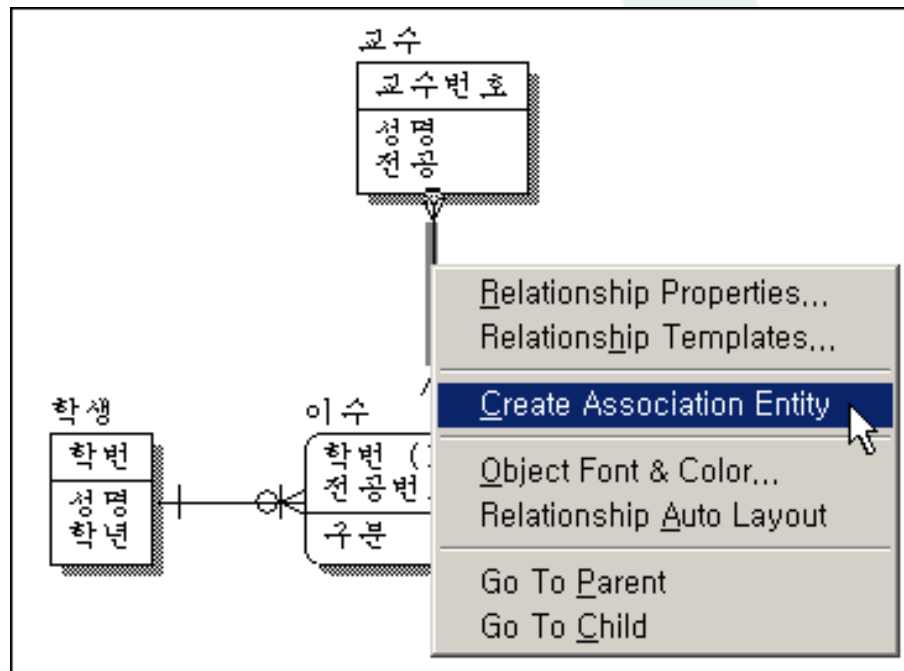 교수
교수번호
성명
전공
Relationship Properties...
Relationship Templates...
Create Association Entity
Object Font & Color...
Relationship Auto Layout
Go To Parent
Go To Child
학생
학번
성명
학년
이수
학번 (
전공번
구분